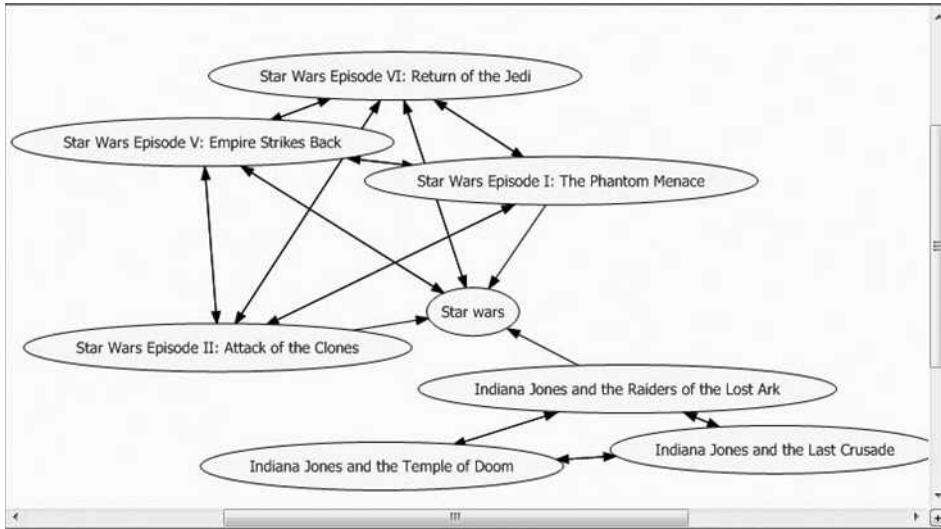 Star Wars Episode VI: Return of the Jedi
Star Wars Episode V: Empire Strikes Back
Star Wars Episode I: The Phantom Menace
Star wars
Star Wars Episode II: Attack of the Clones
Indiana Jones and the Raiders of the Lost Ark
Indiana Jones and the Last Crusade
Indiana Jones and the Temple of Doom